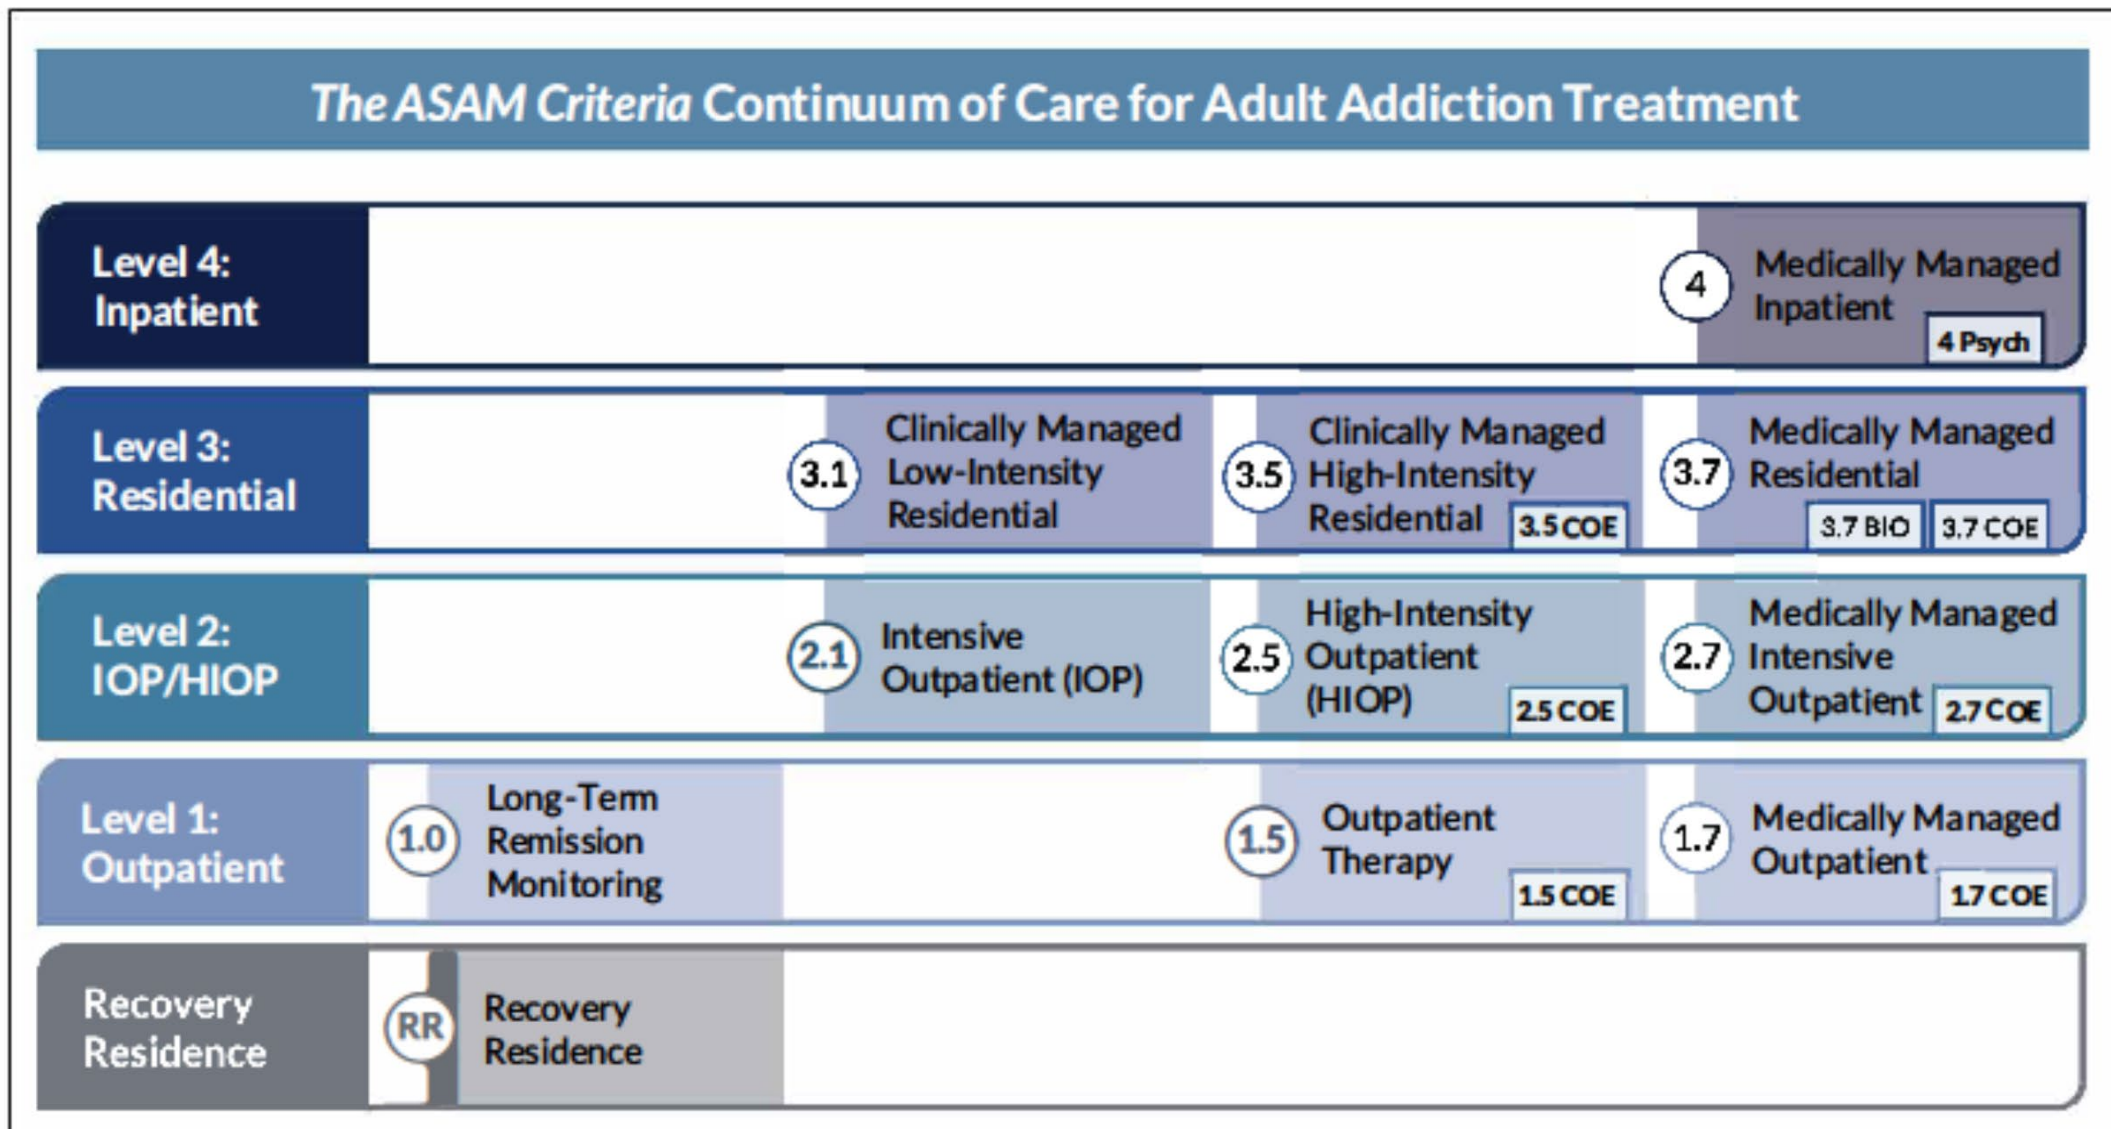 The ASAM Criteria Continuum of Care for Adult Addiction Treatment
Level 4:
Inpatient
4
Medically Managed
Inpatient
4 Psych
Level 3:
Residential
3.1
Clinically Managed
Low-Intensity
Residential
3.5
Clinically Managed
High-Intensity
Residential
3.5 COE
3.7
Medically Managed
Residential
3.7 BIO
3.7 COE
Level 2:
IOP/HIOP
2.1
Intensive
Outpatient (IOP)
2.5
High-Intensity
Outpatient
(HIOP)
2.5 COE
2.7
Medically Managed
Intensive
Outpatient
2.7 COE
Level 1:
Outpatient
1.0
Long-Term
Remission
Monitoring
1.5
Outpatient
Therapy
1.5 COE
1.7
Medically Managed
Outpatient
1.7 COE
Recovery
Residence
RR
Recovery
Residence